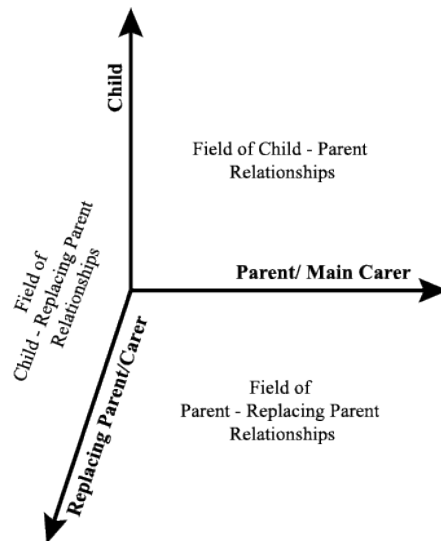 Child
Field of Child - Parent
Relationships
Field of
Child - Replacing Parent
Relationships
Parent/ Main Carer
Replacing Parent/Carer
Field of
Parent - Replacing Parent
Relationships